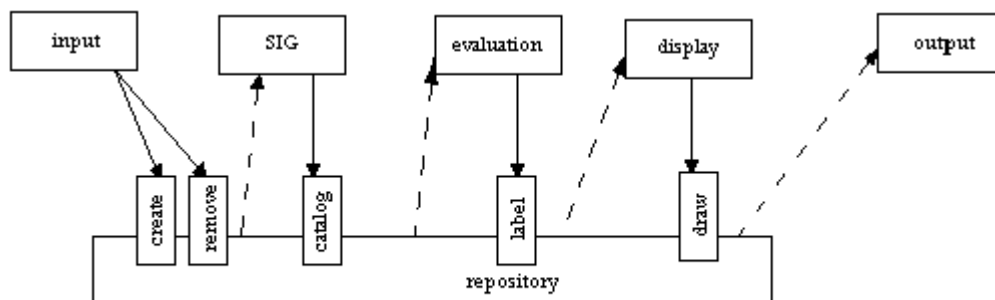 input
SIG
evaluation
display
output
create
remove
catalog
label
draw
repository